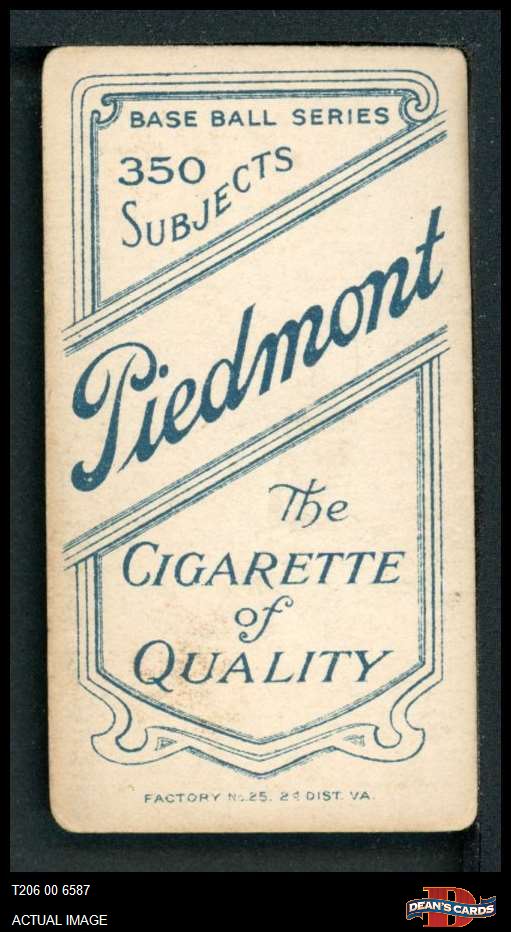 BASE BALL SERIES
350
SUBJECTS
Piedmont
The
CIGARETTE
of
QUALITY
FACTORY No.25. 2d DIST. VA.
T206 00 6587
ACTUAL IMAGE
D
DEAN'S CARDS